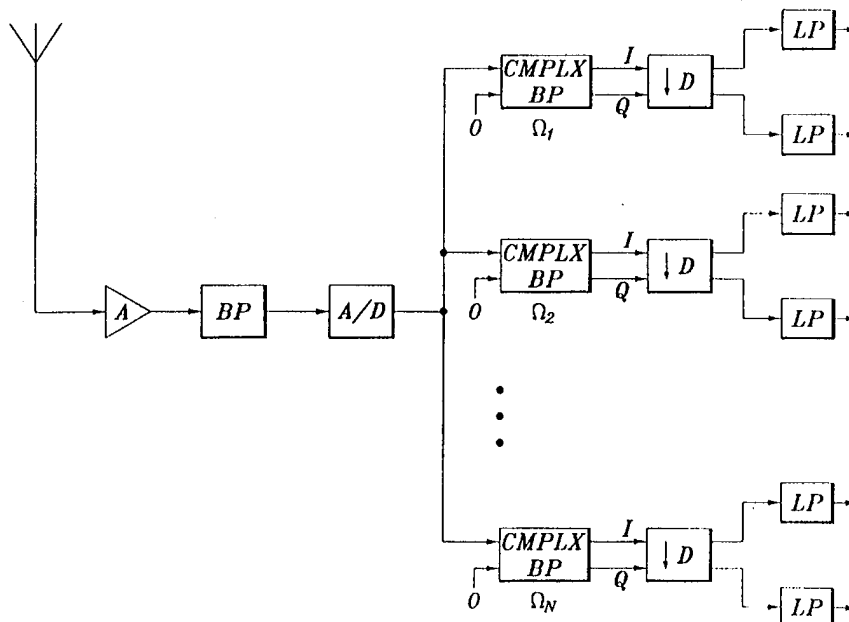 LP
CMPLX
BP
I
Q
0
Ω1
↓ D
LP
LP
CMPLX
BP
I
Q
0
Ω2
↓ D
LP
A
BP
A/D
LP
CMPLX
BP
I
Q
0
ΩN
↓ D
LP